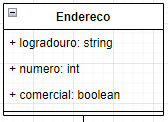 Endereco
+ logradouro: string
+ numero: int
+ comercial: boolean